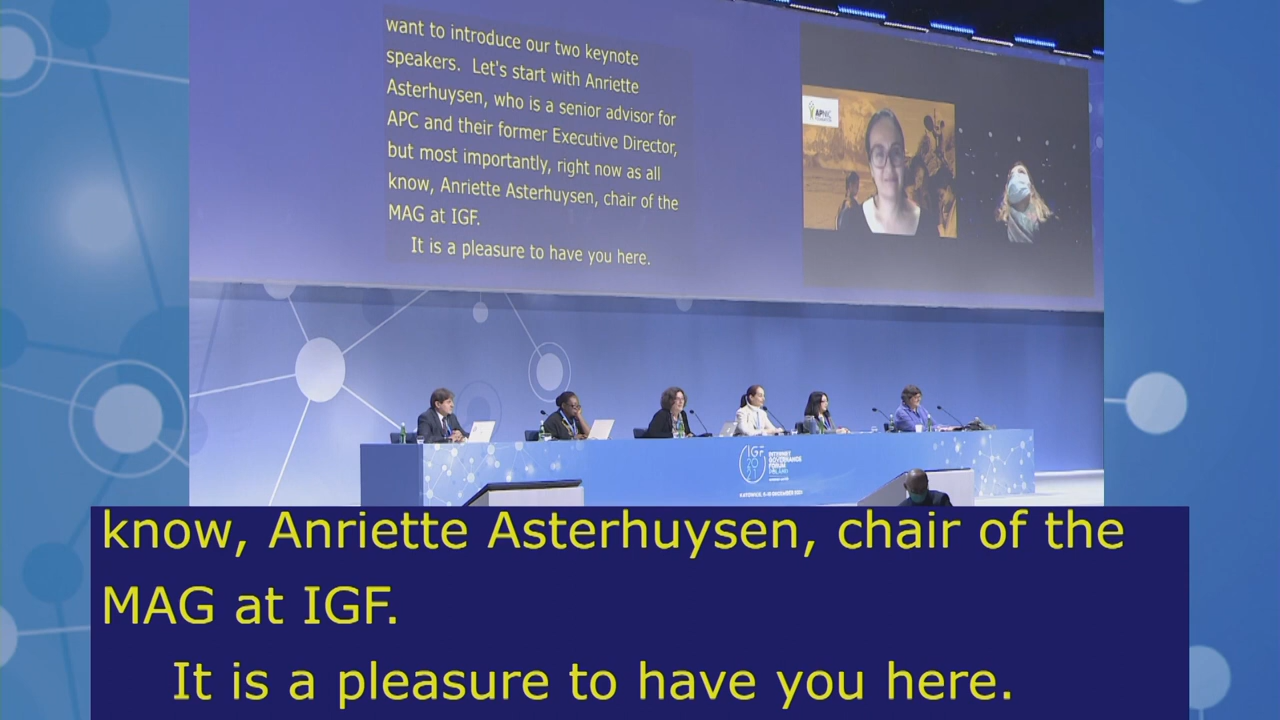 want to introduce our two keynote
speakers. Let's start with Anriette
Asterhuysen, who is a senior advisor for
APC and their former Executive Director,
but most importantly, right now as all
know, Anriette Asterhuysen, chair of the
MAG at IGF.
It is a pleasure to have you here.
APNIC
IGF
2021
INTERNET
GOVERNANCE
FORUM
POLAND
know, Anriette Asterhuysen, chair of the
MAG at IGF.
It is a pleasure to have you here.